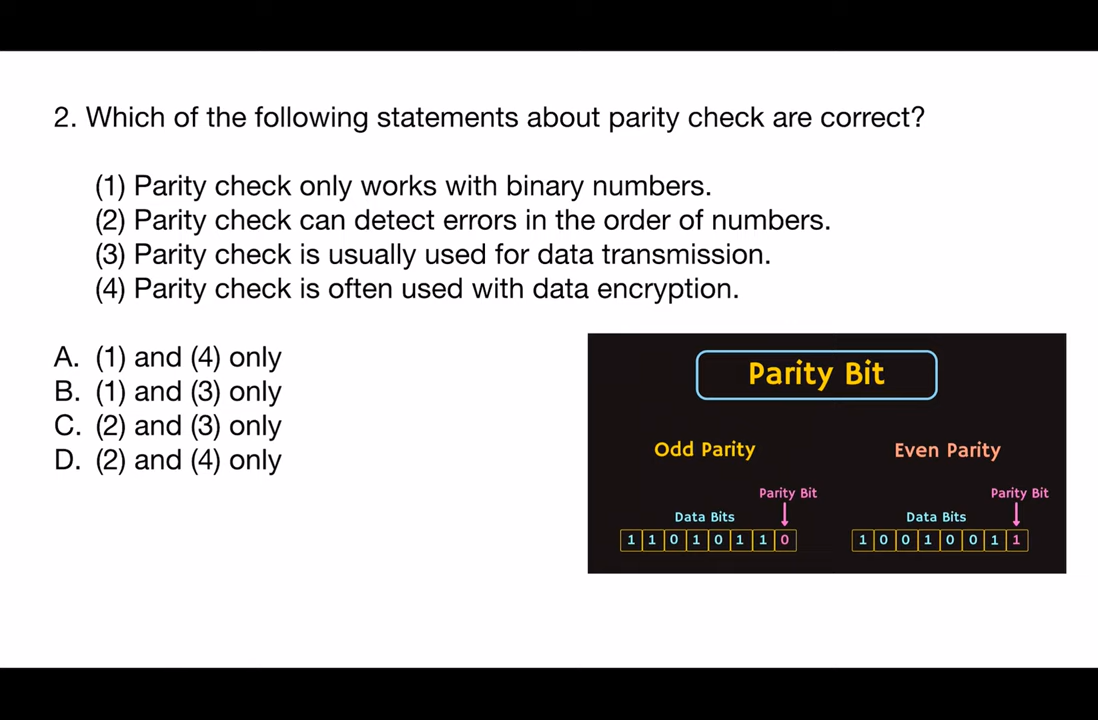 2. Which of the following statements about parity check are correct?
(1) Parity check only works with binary numbers.
(2) Parity check can detect errors in the order of numbers.
(3) Parity check is usually used for data transmission.
(4) Parity check is often used with data encryption.
A. (1) and (4) only
B. (1) and (3) only
C. (2) and (3) only
D. (2) and (4) only
Parity Bit
Odd Parity
Parity Bit
Data Bits
1 1 0 1 0 1 1 0
Even Parity
Parity Bit
Data Bits
1 0 0 1 0 0 1 1